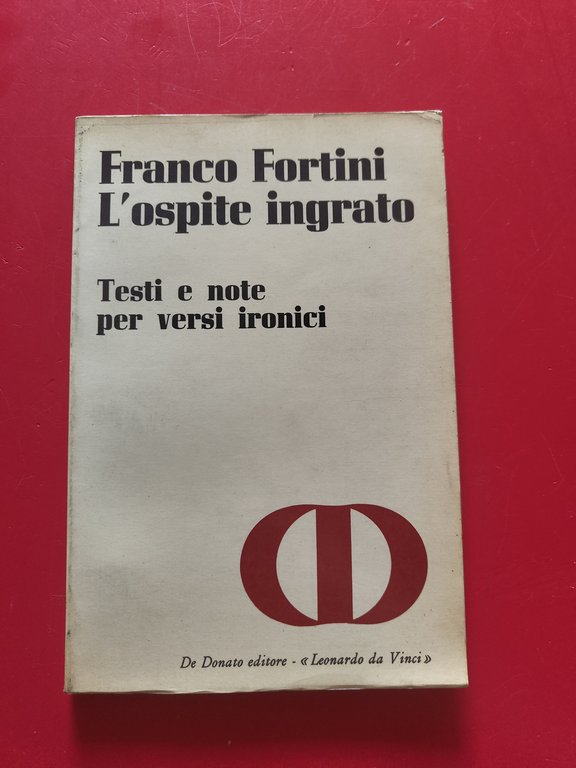 Franco Fortini
L'ospite ingrato
Testi e note
per versi ironici
De Donato editore - « Leonardo da Vinci »